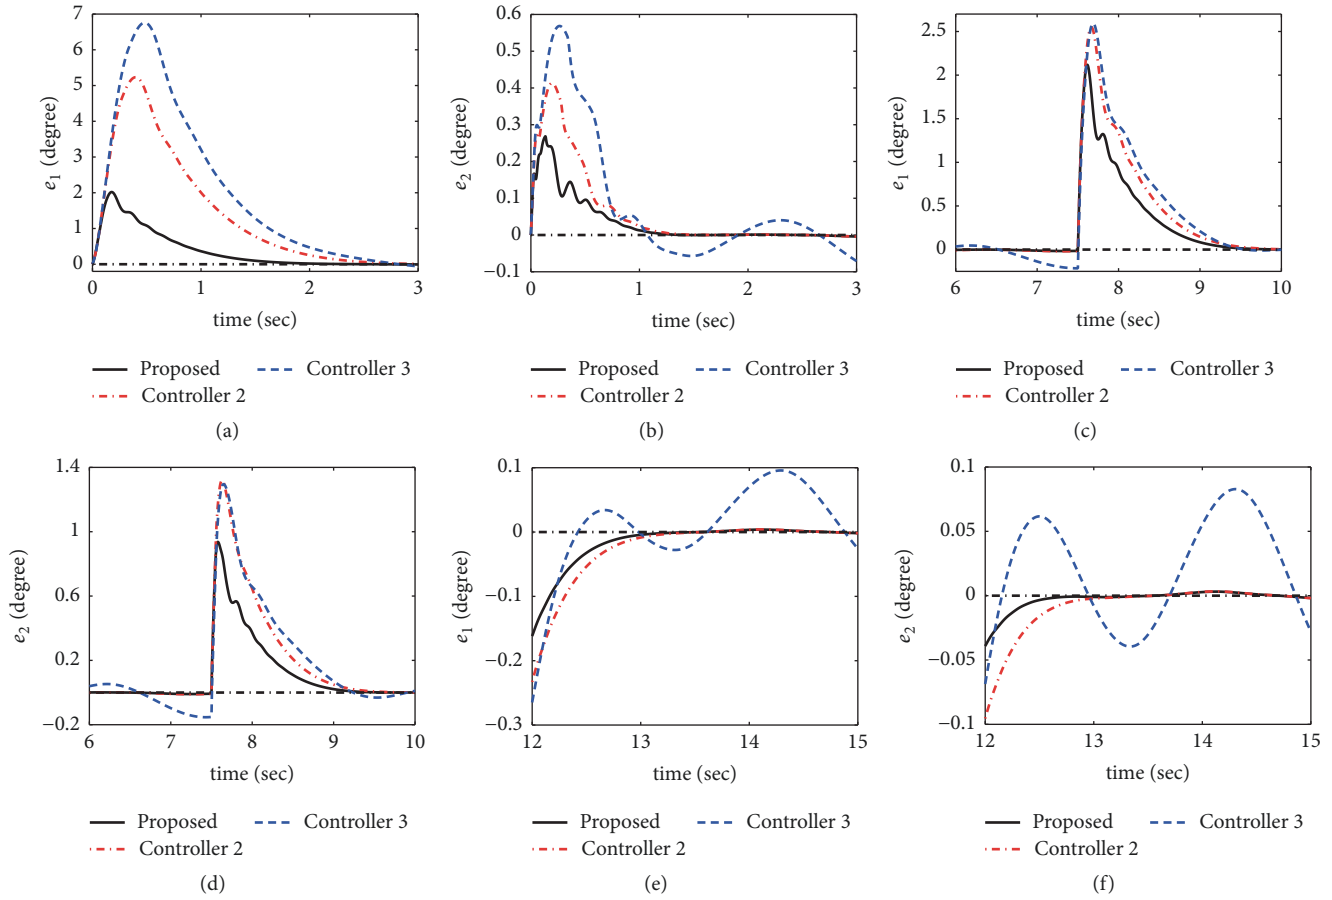 7
6
5
4
3
2
1
0
e1 (degree)
0 1 2 3
time (sec)
Proposed Controller 3
Controller 2
(a)
0.6
0.5
0.4
0.3
0.2
0.1
0
−0.1
e2 (degree)
0 1 2 3
time (sec)
Proposed Controller 3
Controller 2
(b)
2.5
2
1.5
1
0.5
0
e1 (degree)
6 7 8 9 10
time (sec)
Proposed Controller 3
Controller 2
(c)
1.4
1
0.6
0.2
−0.2
e2 (degree)
6 7 8 9 10
time (sec)
Proposed Controller 3
Controller 2
(d)
0.1
0
−0.1
−0.2
−0.3
e1 (degree)
12 13 14 15
time (sec)
Proposed Controller 3
Controller 2
(e)
0.1
0.05
0
−0.05
−0.1
e2 (degree)
12 13 14 15
time (sec)
Proposed Controller 3
Controller 2
(f)